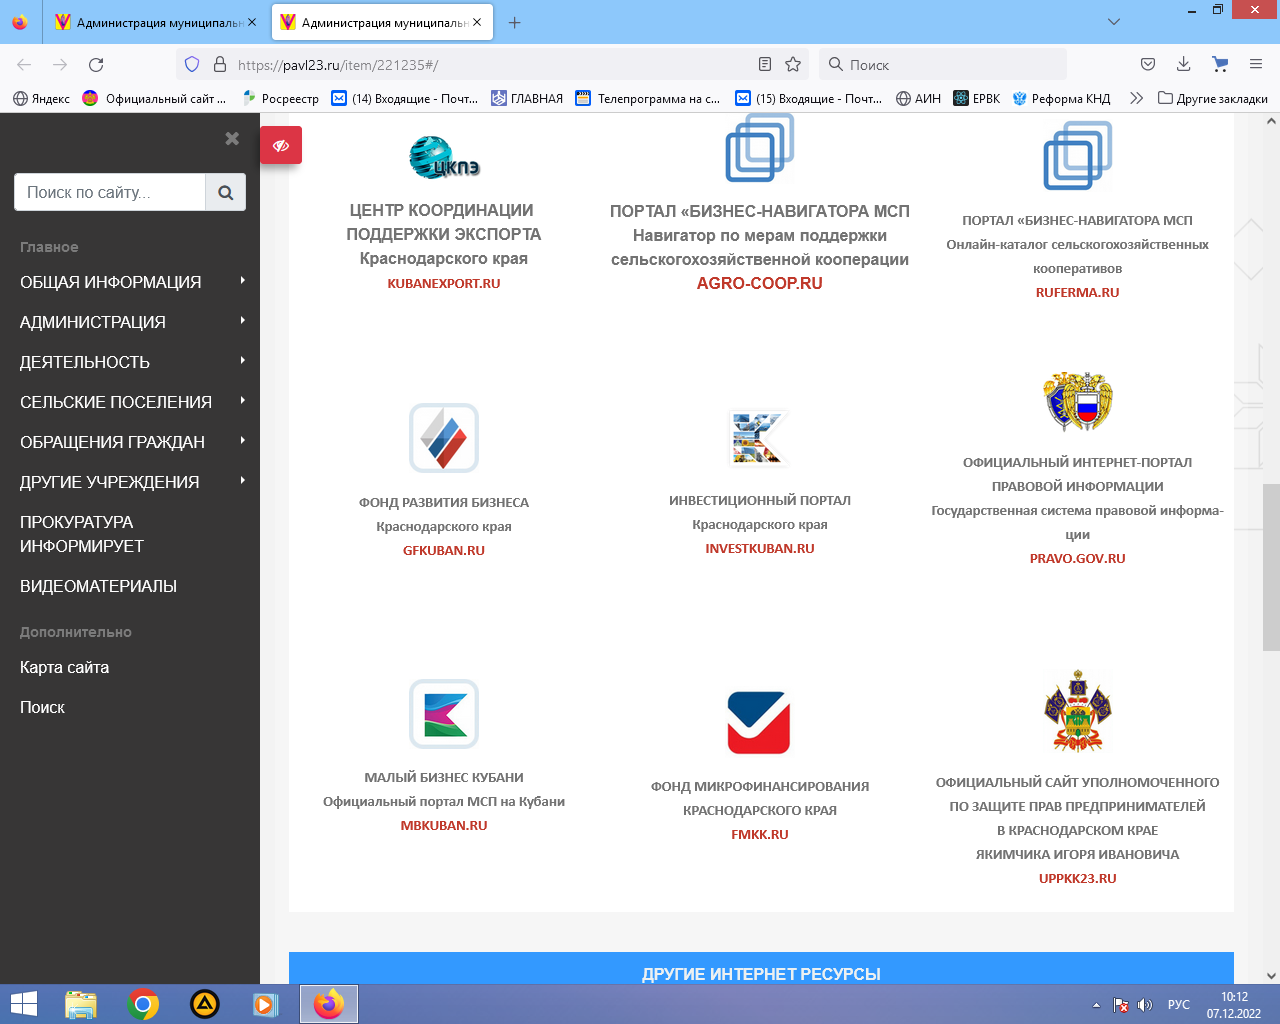 Администрация муниципальн
Администрация муниципальн
https://pavl23.ru/item/221235#/
Поиск
Яндекс
Официальный сайт ...
Росреестр
(14) Входящие - Почт...
ГЛАВНАЯ
Телепрограмма на с...
(15) Входящие - Почт...
АИН
ЕРВК
Реформа КНД
Другие закладки
Поиск по сайту...
Главное
ОБЩАЯ ИНФОРМАЦИЯ
АДМИНИСТРАЦИЯ
ДЕЯТЕЛЬНОСТЬ
СЕЛЬСКИЕ ПОСЕЛЕНИЯ
ОБРАЩЕНИЯ ГРАЖДАН
ДРУГИЕ УЧРЕЖДЕНИЯ
ПРОКУРАТУРА
ИНФОРМИРУЕТ
ВИДЕОМАТЕРИАЛЫ
Дополнительно
Карта сайта
Поиск
ЦКПЭ
ЦЕНТР КООРДИНАЦИИ
ПОДДЕРЖКИ ЭКСПОРТА
Краснодарского края
KUBANEXPORT.RU
ПОРТАЛ «БИЗНЕС-НАВИГАТОРА МСП
Навигатор по мерам поддержки
сельскогохозяйственной кооперации
AGRO-COOP.RU
ПОРТАЛ «БИЗНЕС-НАВИГАТОРА МСП
Онлайн-каталог сельскогохозяйственных
кооперативов
RUFERMA.RU
ФОНД РАЗВИТИЯ БИЗНЕСА
Краснодарского края
GFKUBAN.RU
ИНВЕСТИЦИОННЫЙ ПОРТАЛ
Краснодарского края
INVESTKUBAN.RU
ОФИЦИАЛЬНЫЙ ИНТЕРНЕТ-ПОРТАЛ
ПРАВОВОЙ ИНФОРМАЦИИ
Государственная система правовой информа-
ции
PRAVO.GOV.RU
МАЛЫЙ БИЗНЕС КУБАНИ
Официальный портал МСП на Кубани
MBKUBAN.RU
ФОНД МИКРОФИНАНСИРОВАНИЯ
КРАСНОДАРСКОГО КРАЯ
FMKK.RU
ОФИЦИАЛЬНЫЙ САЙТ УПОЛНОМОЧЕННОГО
ПО ЗАЩИТЕ ПРАВ ПРЕДПРИНИМАТЕЛЕЙ
В КРАСНОДАРСКОМ КРАЕ
ЯКИМЧИКА ИГОРЯ ИВАНОВИЧА
UPPKK23.RU
ДРУГИЕ ИНТЕРНЕТ РЕСУРСЫ
РУС
10:12
07.12.2022